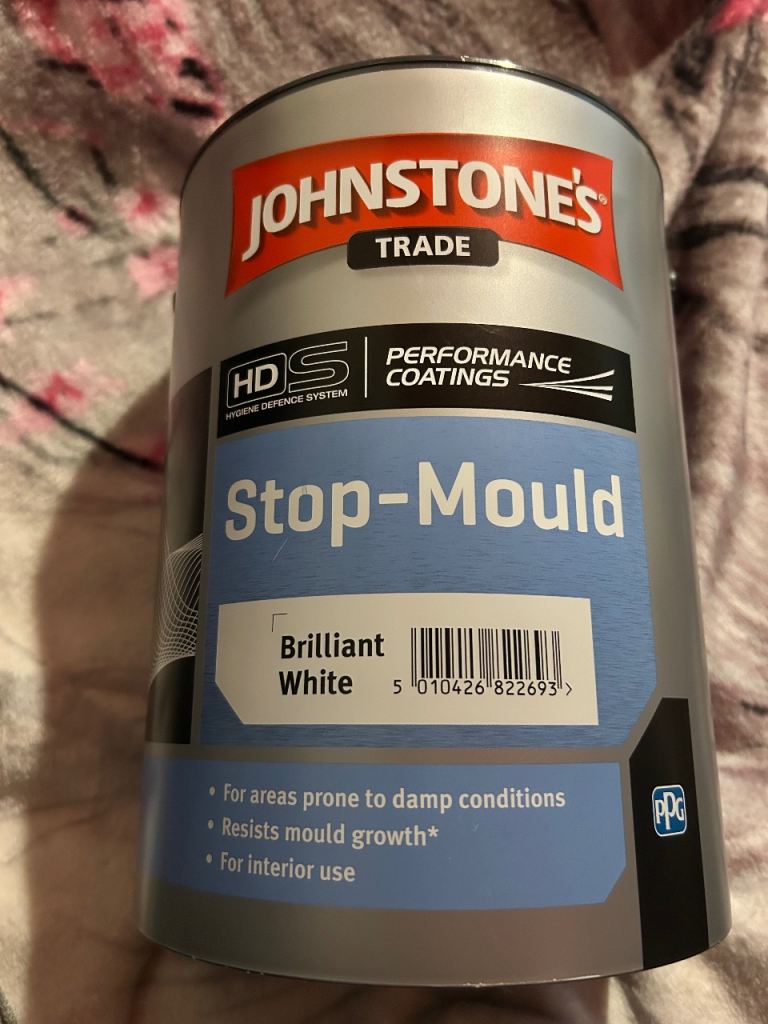 JOHNSTONE'S®
TRADE
HDS
HYGIENE DEFENCE SYSTEM
PERFORMANCE
COATINGS
Stop-Mould
Brilliant
White
5 010426 822693 >
• For areas prone to damp conditions
• Resists mould growth*
• For interior use
PPG